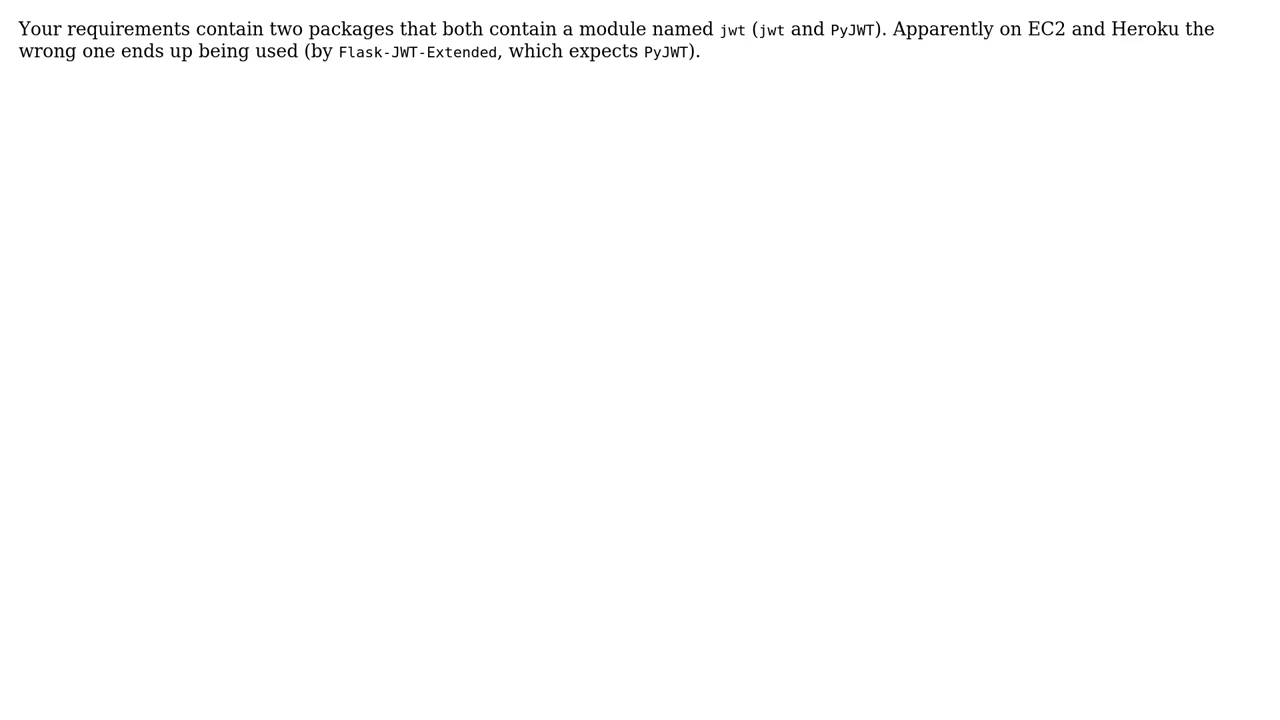 Your requirements contain two packages that both contain a module named jwt (jwt and PyJWT). Apparently on EC2 and Heroku the
wrong one ends up being used (by Flask-JWT-Extended, which expects PyJWT).